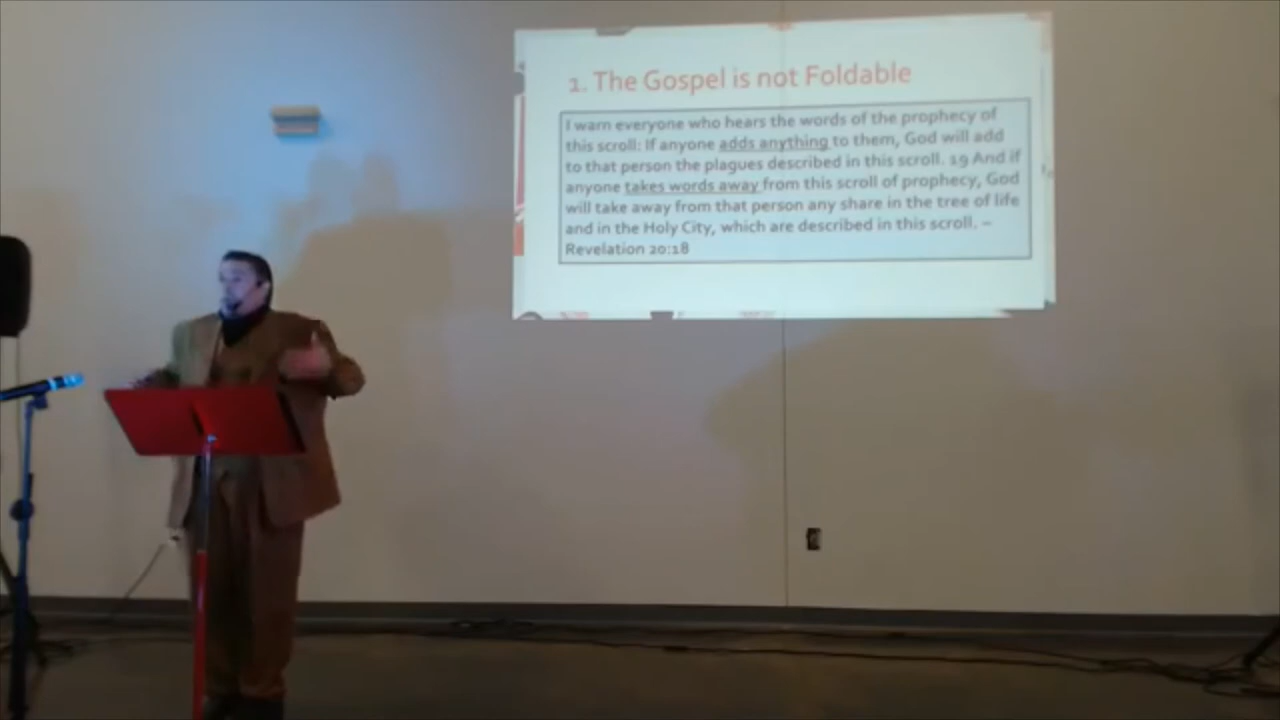 1. The Gospel is not Foldable
I warn everyone who hears the words of the prophecy of
this scroll: If anyone adds anything to them, God will add
to that person the plagues described in this scroll. 19 And if
anyone takes words away from this scroll of prophecy, God
will take away from that person any share in the tree of life
and in the Holy City, which are described in this scroll. –
Revelation 20:18